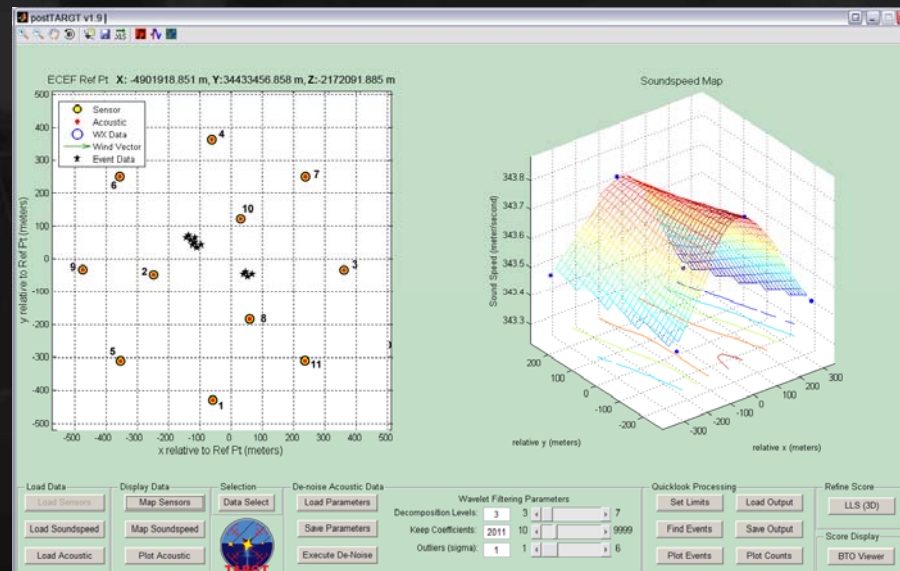 postTARGT v1.9
ECEF Ref Pt X: -4901918.851 m, Y:34433456.858 m, Z:-2172091.885 m
Sensor
Acoustic
WX Data
Wind Vector
Event Data
500
400
300
200
100
0
-100
-200
-300
-400
-500
y relative to Ref Pt (meters)
4
6
7
10
9
2
3
8
5
11
1
-500 -400 -300 -200 -100 0 100 200 300 400 500
x relative to Ref Pt (meters)
Soundspeed Map
343.8
343.7
343.6
343.5
343.4
343.3
Sound Speed (meter/second)
200
100
0
-100
-200
relative y (meters)
-300 -200 -100 0 100 200 300
relative x (meters)
Load Data
Load Sensors
Load Soundspeed
Load Acoustic
Display Data
Map Sensors
Map Soundspeed
Plot Acoustic
Selection
Data Select
TARGT
De-noise Acoustic Data
Load Parameters
Save Parameters
Execute De-Noise
Wavelet Filtering Parameters
Decomposition Levels: 3 3 7
Keep Coefficients: 2011 10 9999
Outliers (sigma): 1 1 6
Quicklook Processing
Set Limits
Load Output
Find Events
Save Output
Plot Events
Plot Counts
Refine Score
LLS (3D)
Score Display
BTO Viewer